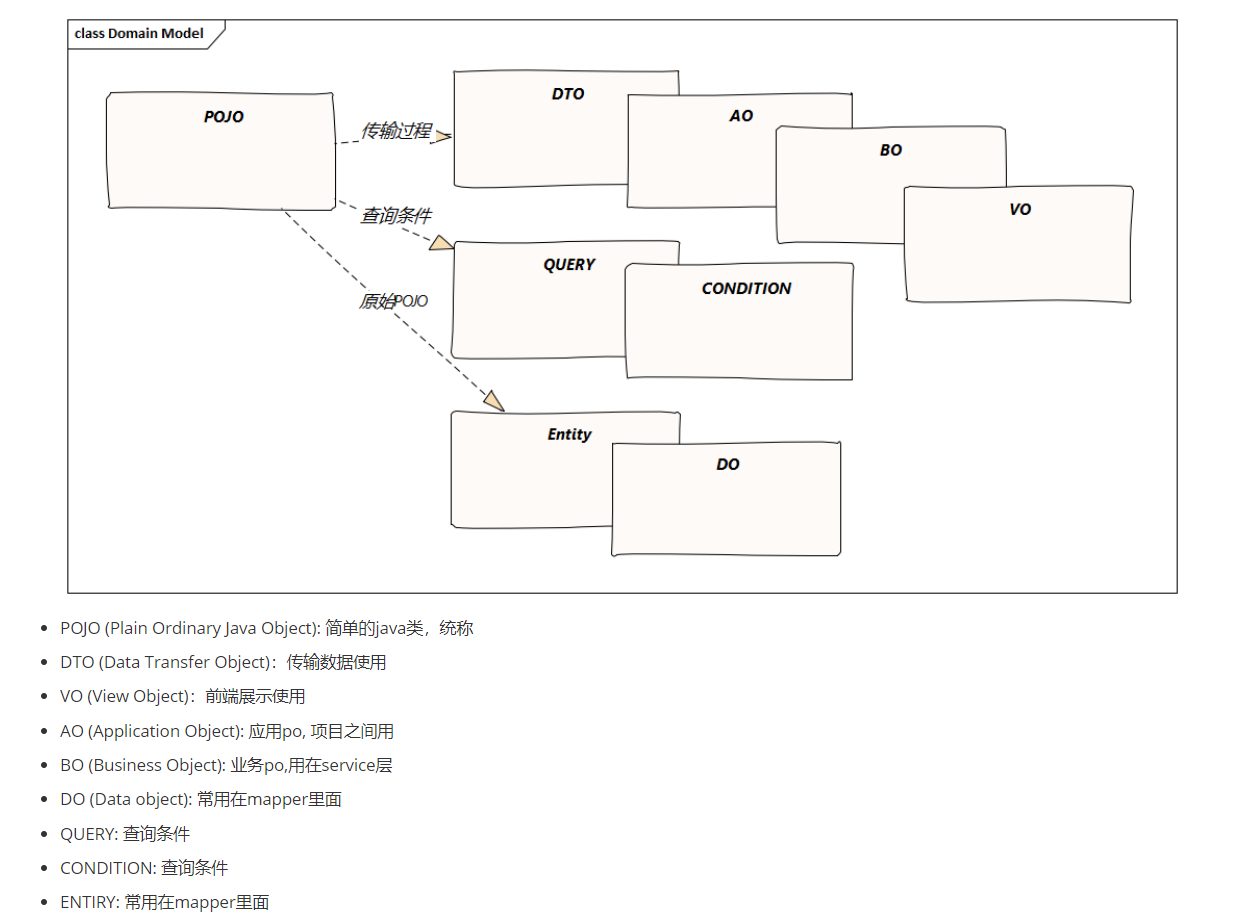 class Domain Model
POJO
DTO
AO
BO
VO
传输过程
查询条件
QUERY
CONDITION
原始POJO
Entity
DO
POJO (Plain Ordinary Java Object): 简单的java类，统称
DTO (Data Transfer Object)：传输数据使用
VO (View Object)：前端展示使用
AO (Application Object): 应用po, 项目之间用
BO (Business Object): 业务po,用在service层
DO (Data object): 常用在mapper里面
QUERY: 查询条件
CONDITION: 查询条件
ENTIRY: 常用在mapper里面